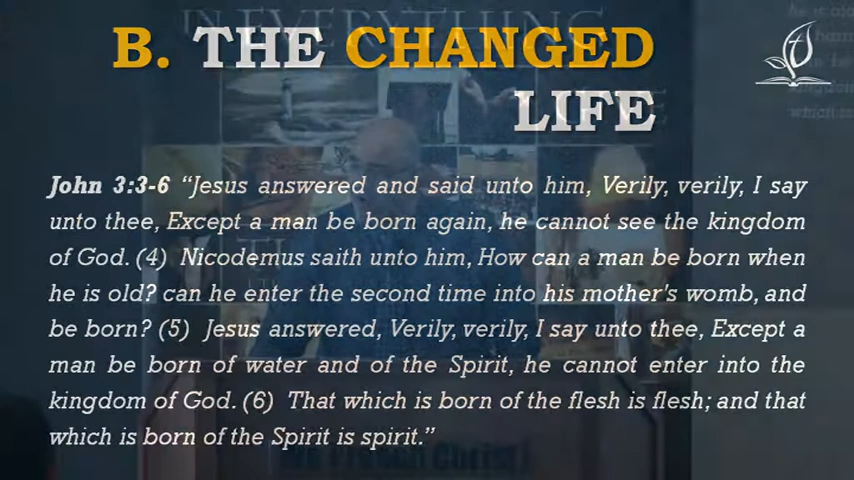 IN EVERYTHING
B. THE CHANGED
LIFE
John 3:3-6 “Jesus answered and said unto him, Verily, verily, I say
unto thee, Except a man be born again, he cannot see the kingdom
of God. (4) Nicodemus saith unto him, How can a man be born when
he is old? can he enter the second time into his mother's womb, and
be born? (5) Jesus answered, Verily, verily, I say unto thee, Except a
man be born of water and of the Spirit, he cannot enter into the
kingdom of God. (6) That which is born of the flesh is flesh; and that
which is born of the Spirit is spirit.”
We Preach Christ!